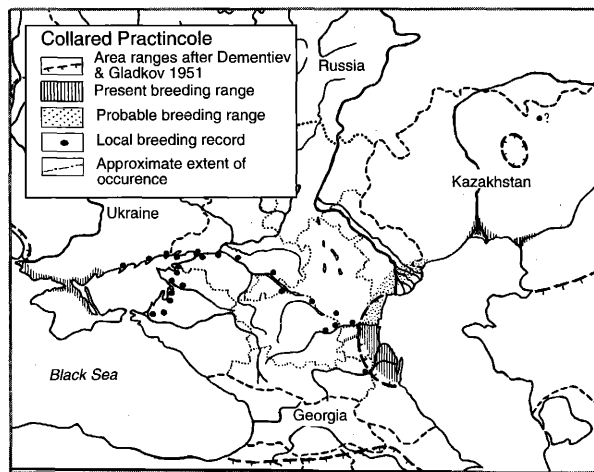 Collared Practincole
Area ranges after Dementiev
& Gladkov 1951
Present breeding range
Probable breeding range
Local breeding record
Approximate extent of
occurence
Russia
?
Kazakhstan
Ukraine
Black Sea
Georgia